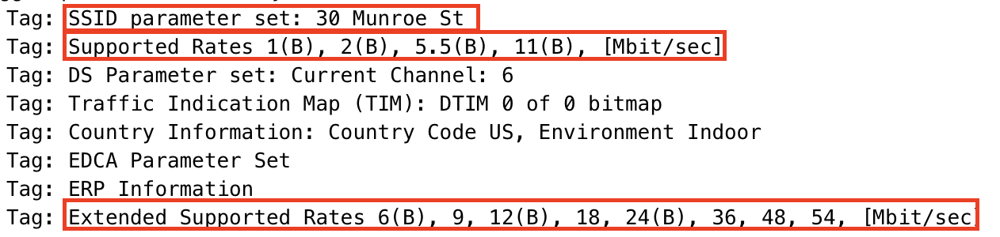 Tag: SSID parameter set: 30 Munroe St
Tag: Supported Rates 1(B), 2(B), 5.5(B), 11(B), [Mbit/sec]
Tag: DS Parameter set: Current Channel: 6
Tag: Traffic Indication Map (TIM): DTIM 0 of 0 bitmap
Tag: Country Information: Country Code US, Environment Indoor
Tag: EDCA Parameter Set
Tag: ERP Information
Tag: Extended Supported Rates 6(B), 9, 12(B), 18, 24(B), 36, 48, 54, [Mbit/sec]